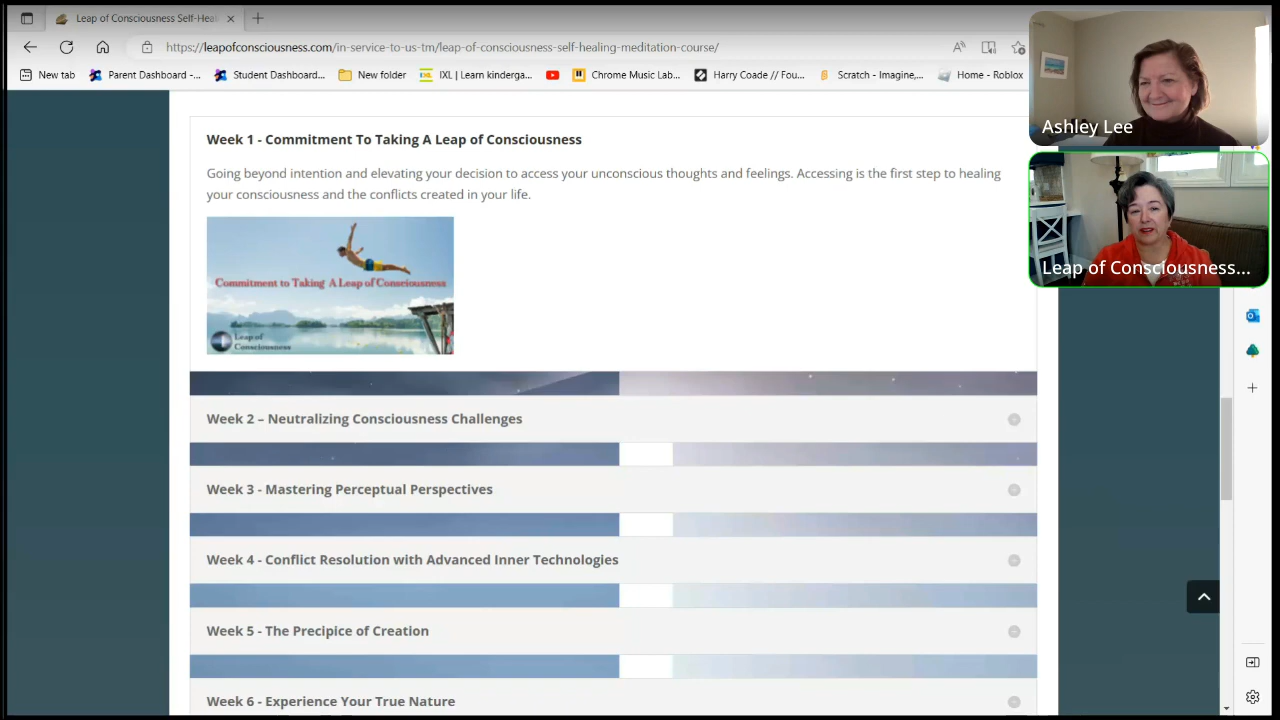 Leap of Consciousness Self-Hea
https://leapofconsciousness.com/in-service-to-us-tm/leap-of-consciousness-self-healing-meditation-course/
New tab
Parent Dashboard -...
Student Dashboard...
New folder
IXL | Learn kinderga...
Chrome Music Lab...
Harry Coade // Fou...
Scratch - Imagine,...
Home - Roblox
Ashley Lee
Leap of Consciousness...
Week 1 - Commitment To Taking A Leap of Consciousness
Going beyond intention and elevating your decision to access your unconscious thoughts and feelings. Accessing is the first step to healing
your consciousness and the conflicts created in your life.
Commitment to Taking A Leap of Consciousness
Leap of
Consciousness
Week 2 – Neutralizing Consciousness Challenges
Week 3 - Mastering Perceptual Perspectives
Week 4 - Conflict Resolution with Advanced Inner Technologies
Week 5 - The Precipice of Creation
Week 6 - Experience Your True Nature